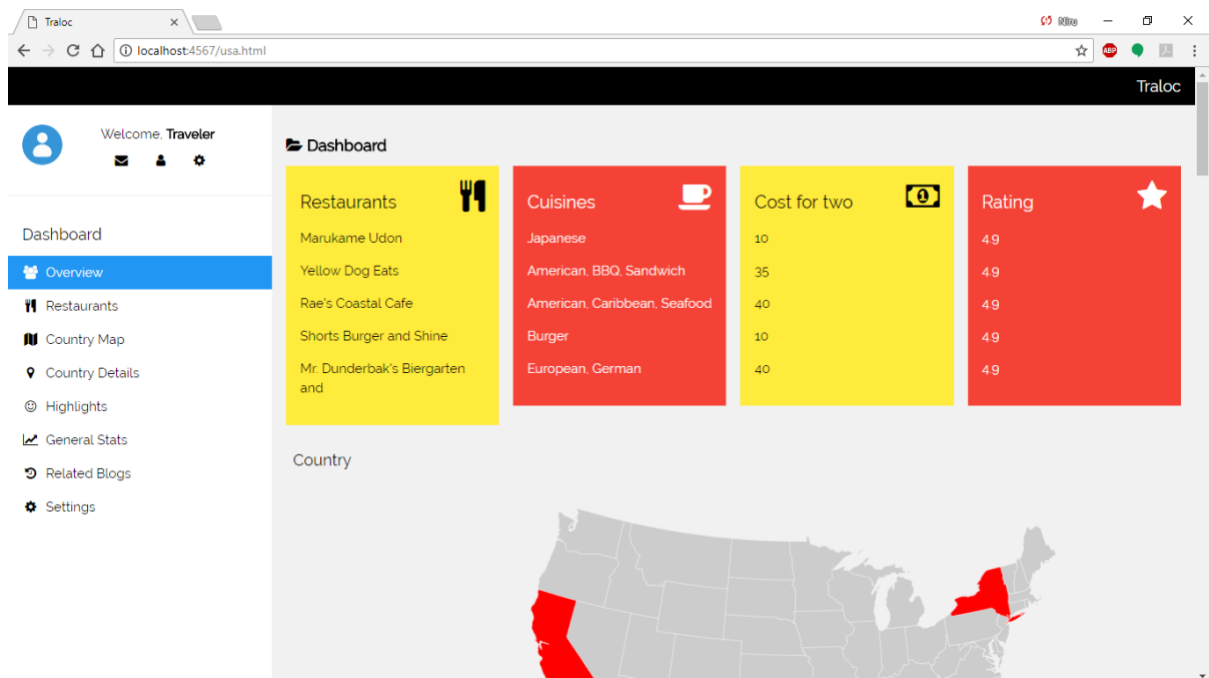 Traloc
Niru
localhost:4567/usa.html
ABP
Traloc
Welcome, Traveler
Dashboard
Overview
Restaurants
Country Map
Country Details
Highlights
General Stats
Related Blogs
Settings
Dashboard
Restaurants
Marukame Udon
Yellow Dog Eats
Rae's Coastal Cafe
Shorts Burger and Shine
Mr. Dunderbak's Biergarten
and
Cuisines
Japanese
American, BBQ, Sandwich
American, Caribbean, Seafood
Burger
European, German
Cost for two
10
35
40
10
40
Rating
4.9
4.9
4.9
4.9
4.9
Country